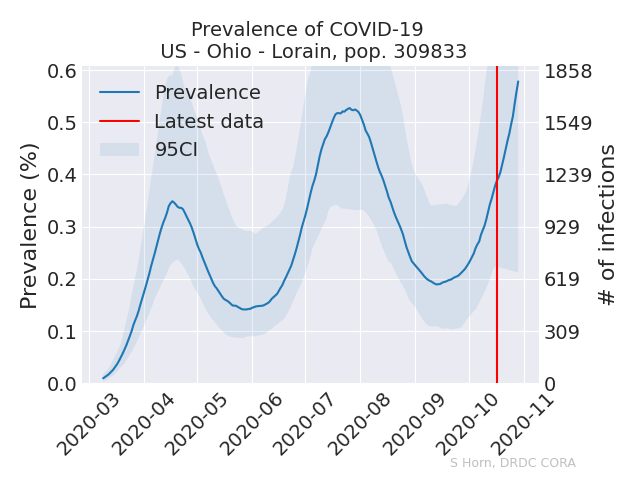 Prevalence of COVID-19
US - Ohio - Lorain, pop. 309833
Prevalence
Latest data
95CI
Prevalence (%)
0.6
0.5
0.4
0.3
0.2
0.1
0.0
1858
1549
1239
929
619
309
0
# of infections
2020-03
2020-04
2020-05
2020-06
2020-07
2020-08
2020-09
2020-10
2020-11
S Horn, DRDC CORA